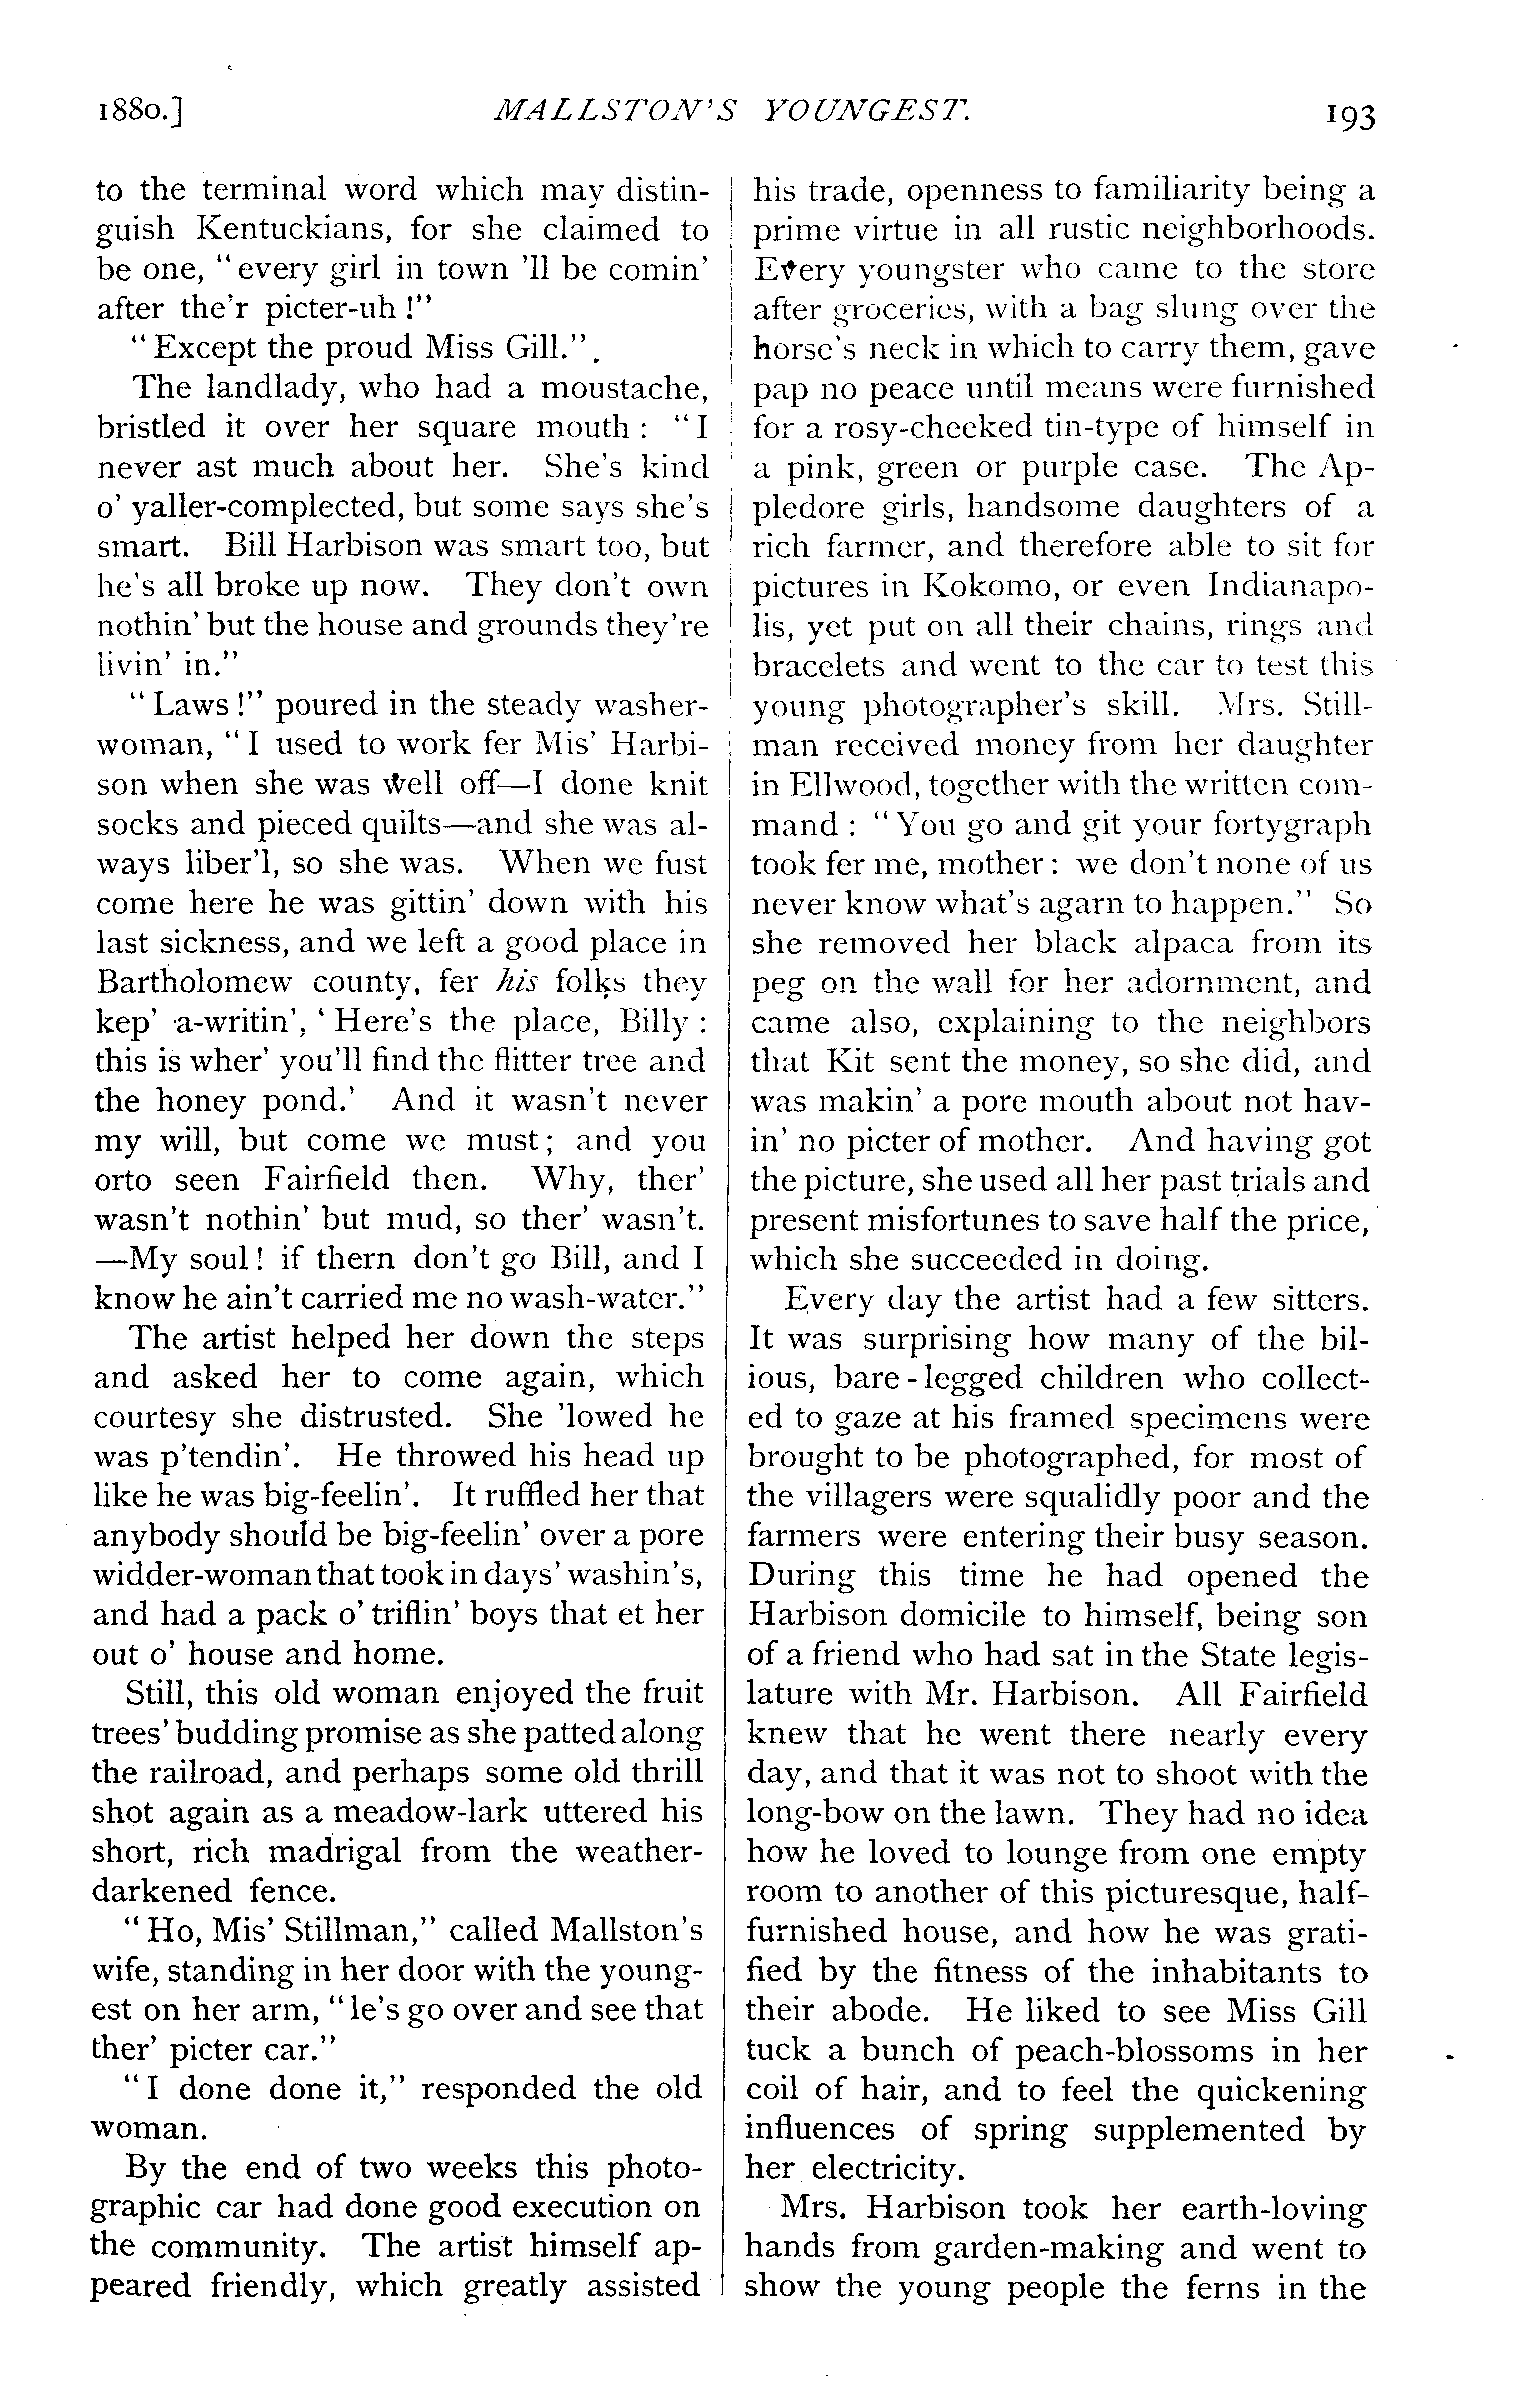 1880.] MALLSTON'S YOUNGEST. 193
to the terminal word which may distin-
guish Kentuckians, for she claimed to
be one, "every girl in town 'll be comin'
after the'r picter-uh!"
"Except the proud Miss Gill."
The landlady, who had a moustache,
bristled it over her square mouth: "I
never ast much about her. She's kind
o' yaller-complected, but some says she's
smart. Bill Harbison was smart too, but
he's all broke up now. They don't own
nothin' but the house and grounds they're
livin' in."
"Laws!" poured in the steady washer-
woman, "I used to work fer Mis' Harbi-
son when she was well off—I done knit
socks and pieced quilts—and she was al-
ways liber'l, so she was. When we fust
come here he was gittin' down with his
last sickness, and we left a good place in
Bartholomew county, fer his folks they
kep' a-writin', 'Here's the place, Billy:
this is wher' you'll find the flitter tree and
the honey pond.' And it wasn't never
my will, but come we must; and you
orto seen Fairfield then. Why, ther'
wasn't nothin' but mud, so ther' wasn't.
—My soul! if thern don't go Bill, and I
know he ain't carried me no wash-water."
The artist helped her down the steps
and asked her to come again, which
courtesy she distrusted. She 'lowed he
was p'tendin'. He throwed his head up
like he was big-feelin'. It ruffled her that
anybody should be big-feelin' over a pore
widder-woman that took in days' washin's,
and had a pack o' triflin' boys that et her
out o' house and home.
Still, this old woman enjoyed the fruit
trees' budding promise as she patted along
the railroad, and perhaps some old thrill
shot again as a meadow-lark uttered his
short, rich madrigal from the weather-
darkened fence.
"Ho, Mis' Stillman," called Mallston's
wife, standing in her door with the young-
est on her arm, "le's go over and see that
ther' picter car."
"I done done it," responded the old
woman.
By the end of two weeks this photo-
graphic car had done good execution on
the community. The artist himself ap-
peared friendly, which greatly assisted
his trade, openness to familiarity being a
prime virtue in all rustic neighborhoods.
Every youngster who came to the store
after groceries, with a bag slung over the
horse's neck in which to carry them, gave
pap no peace until means were furnished
for a rosy-cheeked tin-type of himself in
a pink, green or purple case. The Ap-
pledore girls, handsome daughters of a
rich farmer, and therefore able to sit for
pictures in Kokomo, or even Indianapo-
lis, yet put on all their chains, rings and
bracelets and went to the car to test this
young photographer's skill. Mrs. Still-
man received money from her daughter
in Ellwood, together with the written com-
mand: "You go and git your fortygraph
took fer me, mother: we don't none of us
never know what's agarn to happen." So
she removed her black alpaca from its
peg on the wall for her adornment, and
came also, explaining to the neighbors
that Kit sent the money, so she did, and
was makin' a pore mouth about not hav-
in' no picter of mother. And having got
the picture, she used all her past trials and
present misfortunes to save half the price,
which she succeeded in doing.
Every day the artist had a few sitters.
It was surprising how many of the bil-
ious, bare-legged children who collect-
ed to gaze at his framed specimens were
brought to be photographed, for most of
the villagers were squalidly poor and the
farmers were entering their busy season.
During this time he had opened the
Harbison domicile to himself, being son
of a friend who had sat in the State legis-
lature with Mr. Harbison. All Fairfield
knew that he went there nearly every
day, and that it was not to shoot with the
long-bow on the lawn. They had no idea
how he loved to lounge from one empty
room to another of this picturesque, half-
furnished house, and how he was grati-
fied by the fitness of the inhabitants to
their abode. He liked to see Miss Gill
tuck a bunch of peach-blossoms in her
coil of hair, and to feel the quickening
influences of spring supplemented by
her electricity.
Mrs. Harbison took her earth-loving
hands from garden-making and went to
show the young people the ferns in the